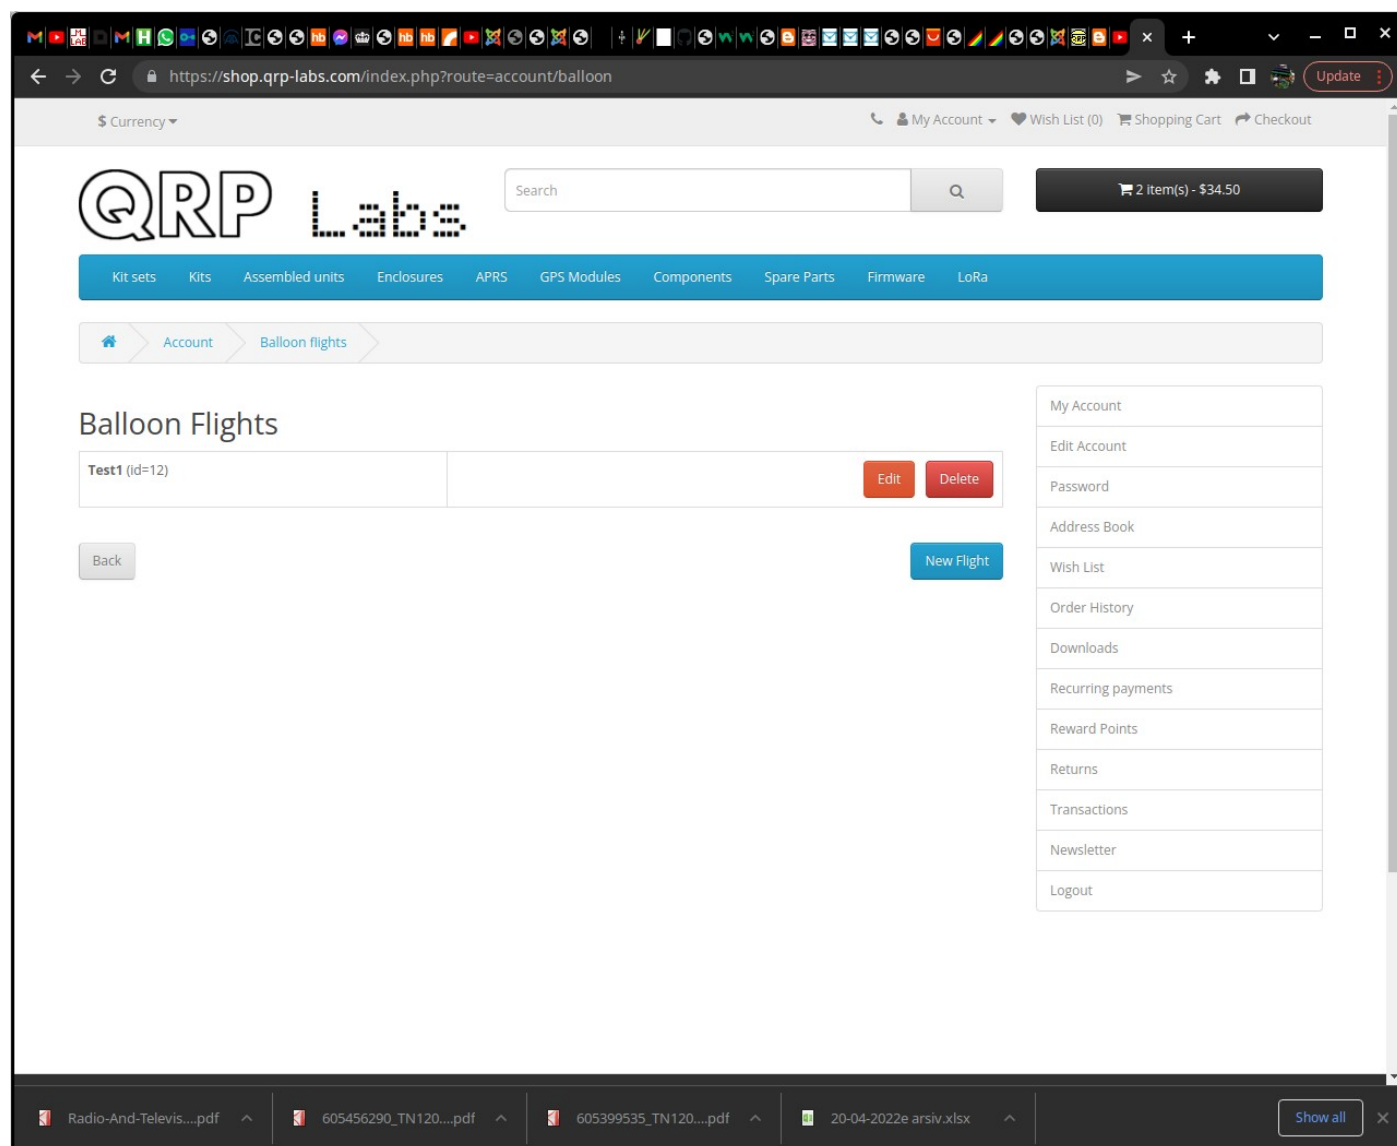 https://shop.qrp-labs.com/index.php?route=account/balloon
Update
$ Currency
My Account
Wish List (0)
Shopping Cart
Checkout
QRP Labs
Search
2 item(s) - $34.50
Kit sets
Kits
Assembled units
Enclosures
APRS
GPS Modules
Components
Spare Parts
Firmware
LoRa
Account
Balloon flights
Balloon Flights
Test1 (id=12)
Edit
Delete
Back
New Flight
My Account
Edit Account
Password
Address Book
Wish List
Order History
Downloads
Recurring payments
Reward Points
Returns
Transactions
Newsletter
Logout
Radio-And-Televis....pdf
605456290_TN120....pdf
605399535_TN120....pdf
20-04-2022e arsiv.xlsx
Show all